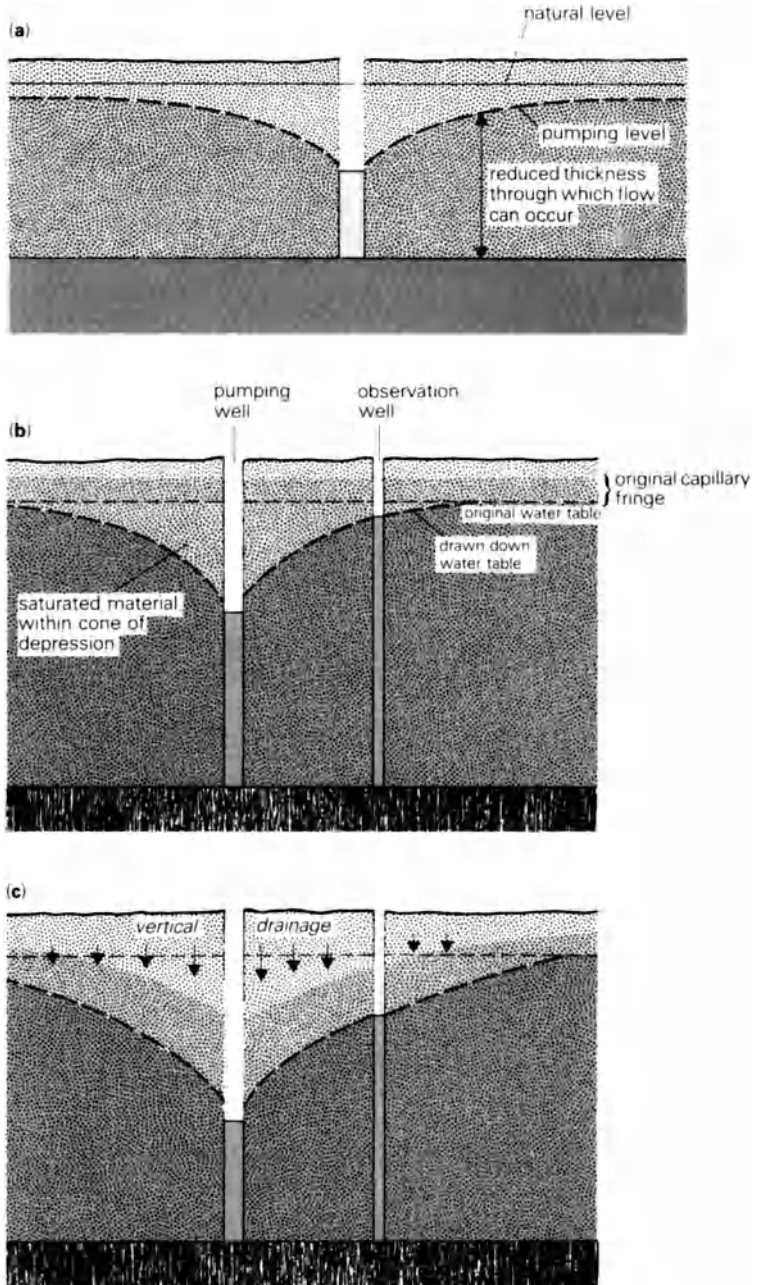 (a)
natural level
pumping level
reduced thickness
through which flow
can occur
pumping
well
observation
well
(b)
original capillary
fringe
original water table
drawn down
water table
saturated material
within cone of
depression
(c)
vertical drainage